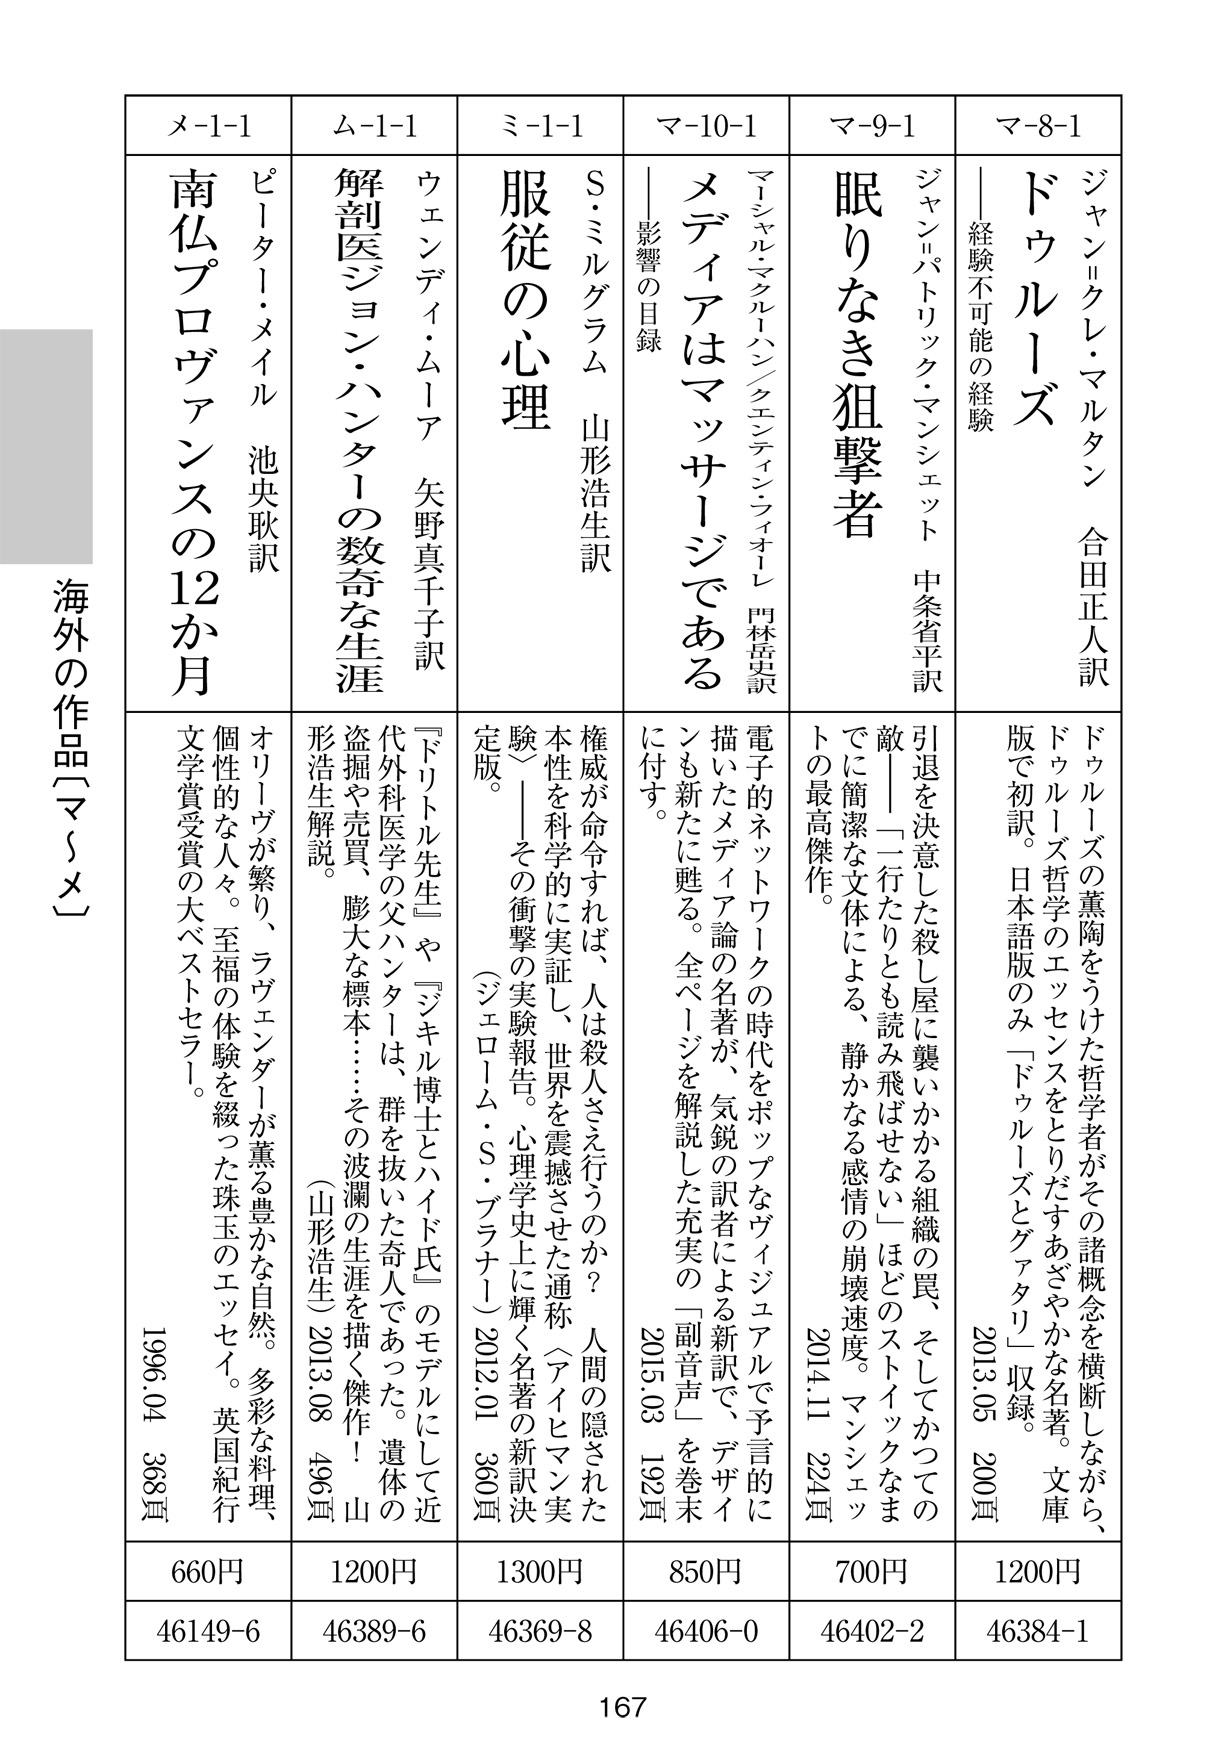 マ-8-1
ジャン=クレ・マルタン 合田正人訳
ドゥルーズ
――経験不可能の経験
ドゥルーズの薫陶をうけた哲学者がその諸概念を横断しながら、
ドゥルーズ哲学のエッセンスをとりだすあざやかな名著。文庫
版で初訳。日本語版のみ「ドゥルーズとグァタリ」収録。
2013.05 200頁
1200円
46384-1
マ-9-1
ジャン=パトリック・マンシェット 中条省平訳
眠りなき狙撃者
引退を決意した殺し屋に襲いかかる組織の罠、そしてかつての
敵――「一行たりとも読み飛ばせない」ほどのストイックなま
でに簡潔な文体による、静かなる感情の崩壊速度。マンシェッ
トの最高傑作。
2014.11 224頁
700円
46402-2
マ-10-1
マーシャル・マクルーハン/クエンティン・フィオーレ 門林岳史訳
メディアはマッサージである
――影響の目録
電子的ネットワークの時代をポップなヴィジュアルで予言的に
描いたメディア論の名著が、気鋭の訳者による新訳で、デザイ
ンも新たに甦る。全ページを解説した充実の「副音声」を巻末
に付す。
2015.03 192頁
850円
46406-0
ミ-1-1
S・ミルグラム 山形浩生訳
服従の心理
権威が命令すれば、人は殺人さえ行うのか? 人間の隠された
本性を科学的に実証し、世界を震撼させた通称〈アイヒマン実
験〉――その衝撃の実験報告。心理学史上に輝く名著の新訳決
定版。 (ジェローム・S・ブラナー) 2012.01 360頁
1300円
46369-8
ム-1-1
ウェンディ・ムーア 矢野真千子訳
解剖医ジョン・ハンターの数奇な生涯
『ドリトル先生』や『ジキル博士とハイド氏』のモデルにして近
代外科医学の父ハンターは、群を抜いた奇人であった。遺体の
盗掘や売買、膨大な標本……その波瀾の生涯を描く傑作! 山
形浩生解説。 (山形浩生) 2013.08 496頁
1200円
46389-6
メ-1-1
ピーター・メイル 池央耿訳
南仏プロヴァンスの12か月
オリーヴが繁り、ラヴェンダーが薫る豊かな自然。多彩な料理、
個性的な人々。至福の体験を綴った珠玉のエッセイ。英国紀行
文学賞受賞の大ベストセラー。
1996.04 368頁
660円
46149-6
海外の作品〔マ〜メ〕
167